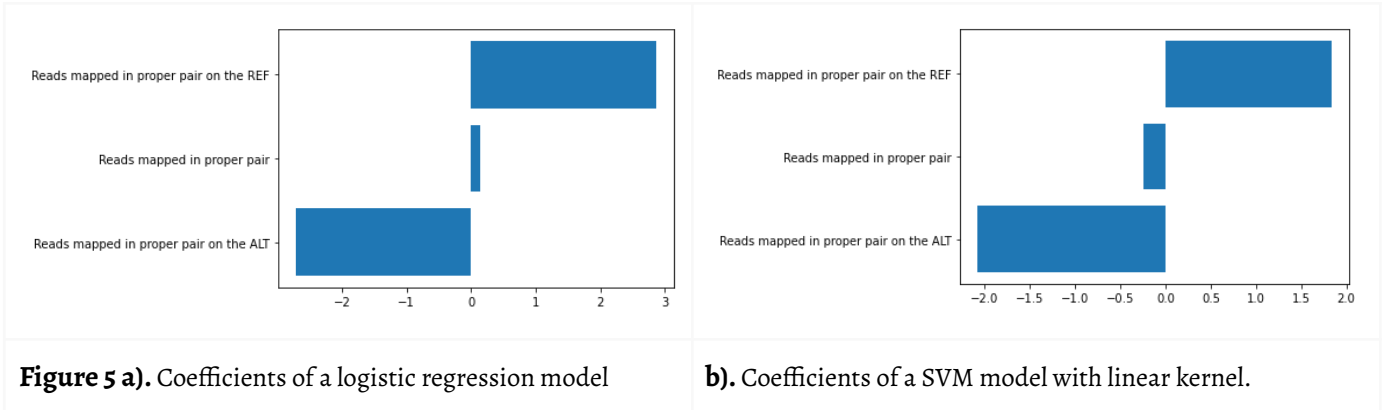 Reads mapped in proper pair on the REF
Reads mapped in proper pair
Reads mapped in proper pair on the ALT
−2 −1 0 1 2 3
Reads mapped in proper pair on the REF
Reads mapped in proper pair
Reads mapped in proper pair on the ALT
−2.0 −1.5 −1.0 −0.5 0.0 0.5 1.0 1.5 2.0
Figure 5 a). Coefficients of a logistic regression model
b). Coefficients of a SVM model with linear kernel.